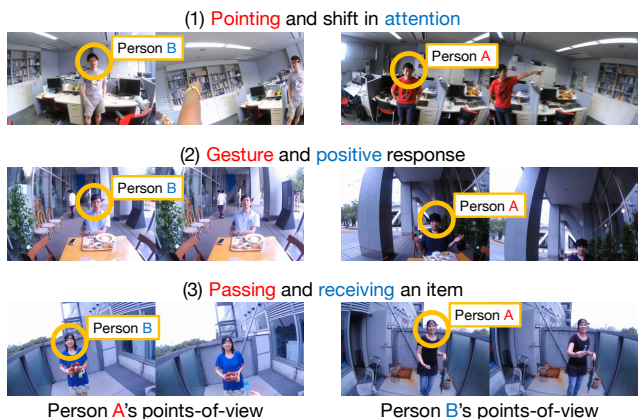 (1) Pointing and shift in attention
Person B
Person A
(2) Gesture and positive response
Person B
Person A
(3) Passing and receiving an item
Person B
Person A
Person A's points-of-view
Person B's points-of-view